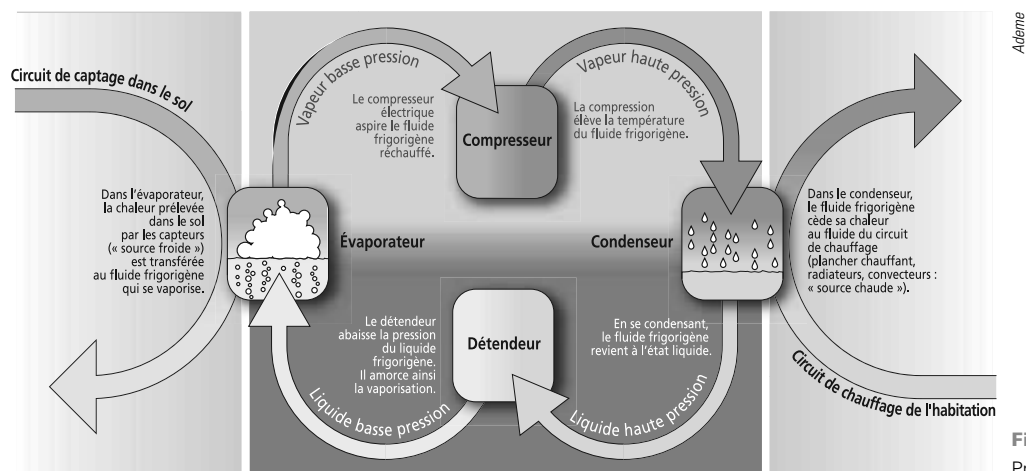 Ademe
Circuit de captage dans le sol
Vapeur basse pression
Le compresseur
électrique
aspire le fluide
frigorigène
réchauffé.
Compresseur
Vapeur haute pression
La compression
élève la température
du fluide frigorigène.
Dans l'évaporateur,
la chaleur prélevée
dans le sol
par les capteurs
(« source froide »)
est transférée
au fluide frigorigène
qui se vaporise.
Évaporateur
Condenseur
Dans le condenseur,
le fluide frigorigène
cède sa chaleur
au fluide du circuit
de chauffage
(plancher chauffant,
radiateurs, convecteurs :
« source chaude »).
Le détendeur
abaisse la pression
du liquide
frigorigène.
Il amorce ainsi
la vaporisation.
Détendeur
En se condensant,
le fluide frigorigène
revient à l'état liquide.
Liquide basse pression
Liquide haute pression
Circuit de chauffage de l'habitation
Fi
Pr